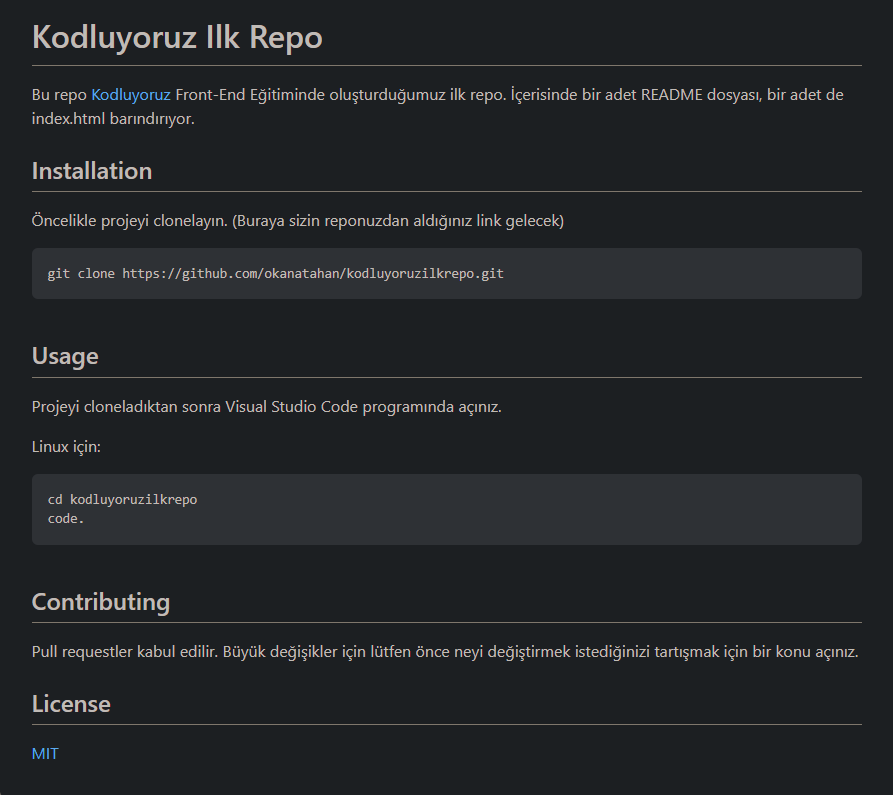 Kodluyoruz Ilk Repo
Bu repo Kodluyoruz Front-End Eğitiminde oluşturduğumuz ilk repo. İçerisinde bir adet README dosyası, bir adet de
index.html barındırıyor.
Installation
Öncelikle projeyi clonelayın. (Buraya sizin reponuzdan aldığınız link gelecek)
git clone https://github.com/okanatahan/kodluyoruzilkrepo.git
Usage
Projeyi cloneladıktan sonra Visual Studio Code programında açınız.
Linux için:
cd kodluyoruzilkrepo
code.
Contributing
Pull requestler kabul edilir. Büyük değişikler için lütfen önce neyi değiştirmek istediğinizi tartışmak için bir konu açınız.
License
MIT